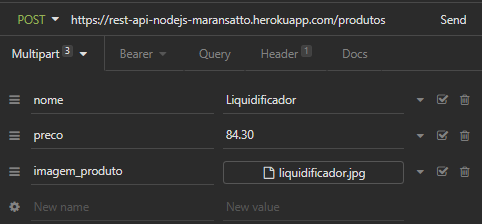 POST https://rest-api-nodejs-maransatto.herokuapp.com/produtos Send
Multipart 3 Bearer Query Header 1 Docs
nome Liquidificador
preco 84.30
imagem_produto liquidificador.jpg
New name New value